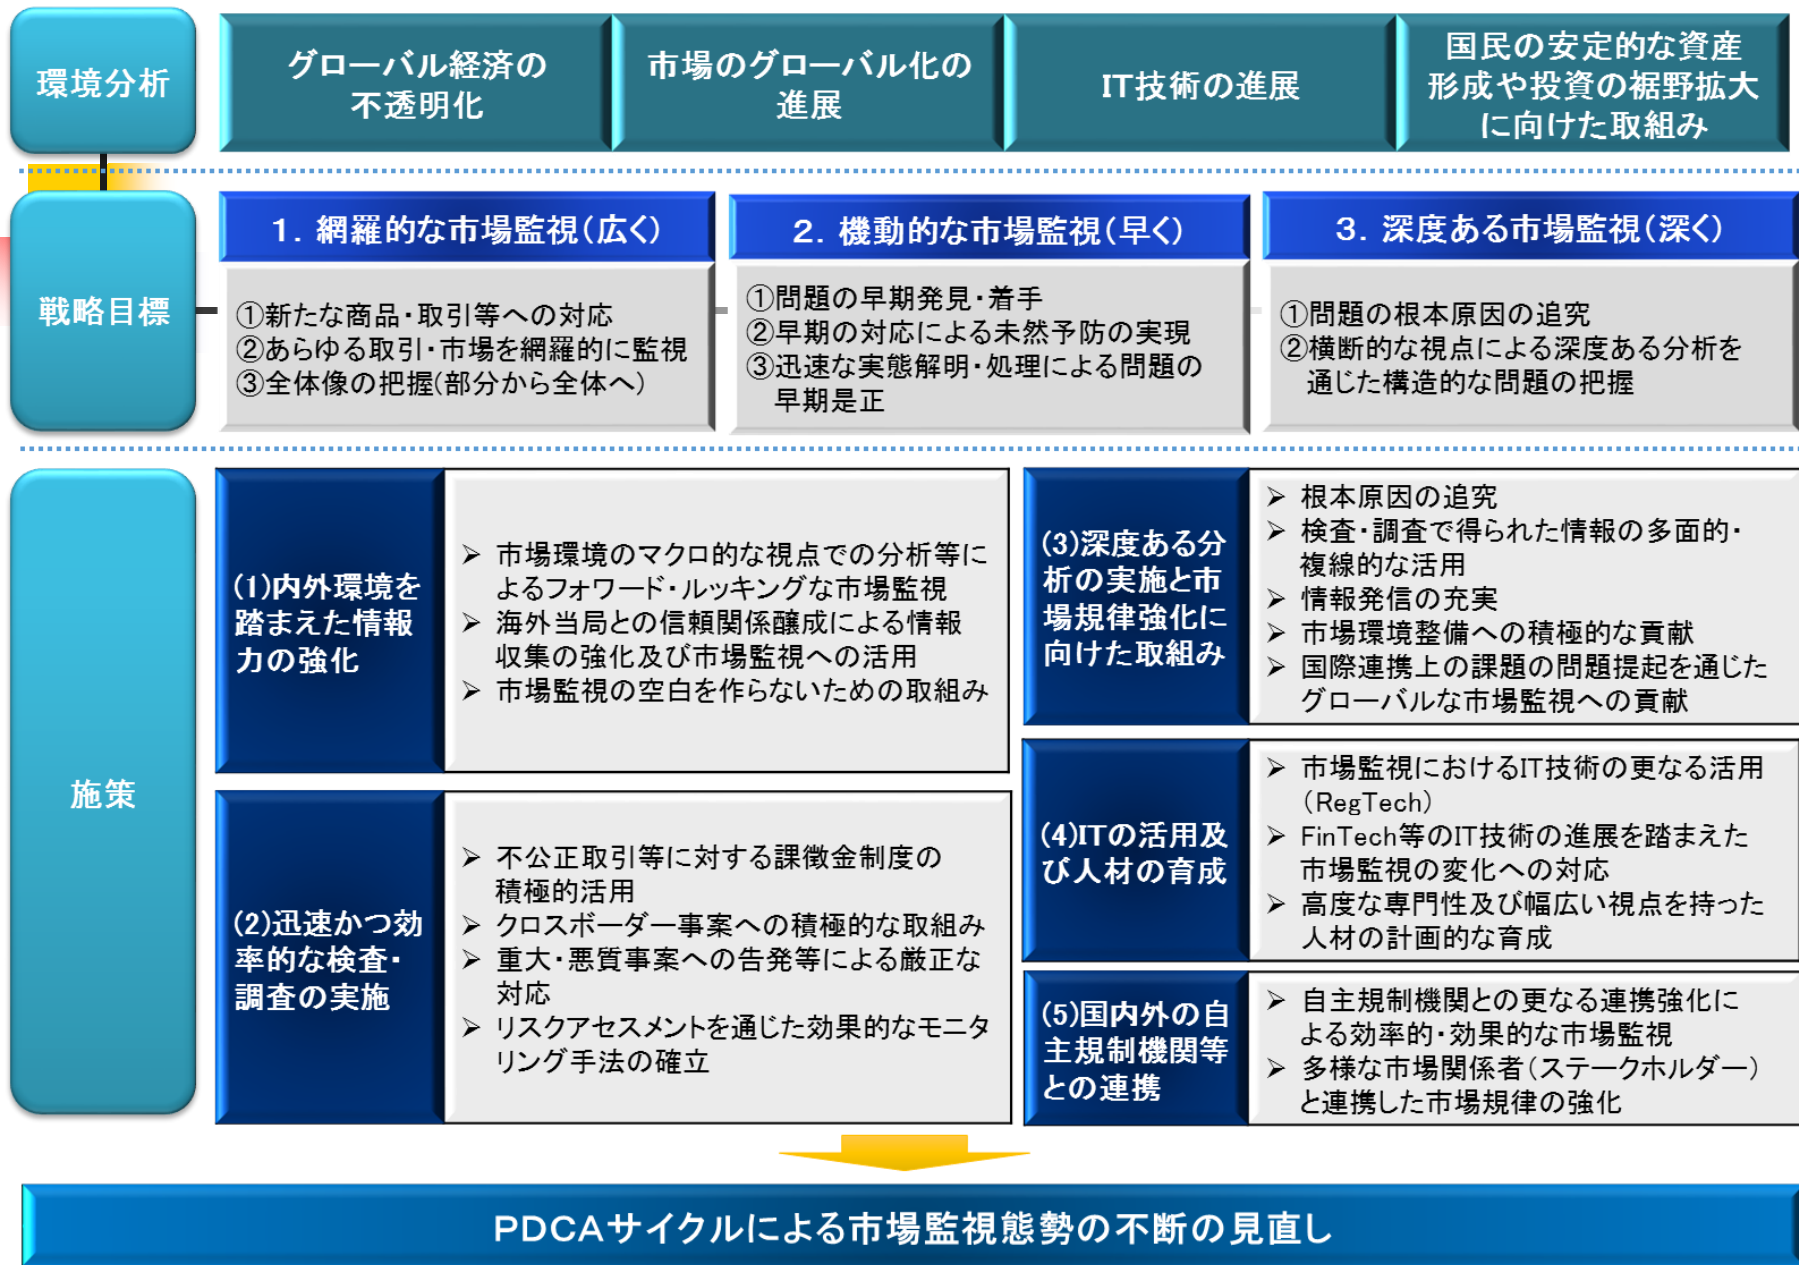 環境分析
グローバル経済の
不透明化
市場のグローバル化の
進展
IT技術の進展
国民の安定的な資産
形成や投資の裾野拡大
に向けた取組み
戦略目標
1．網羅的な市場監視（広く）
①新たな商品・取引等への対応
②あらゆる取引・市場を網羅的に監視
③全体像の把握(部分から全体へ)
2．機動的な市場監視（早く）
①問題の早期発見・着手
②早期の対応による未然予防の実現
③迅速な実態解明・処理による問題の
早期是正
3．深度ある市場監視（深く）
①問題の根本原因の追究
②横断的な視点による深度ある分析を
通じた構造的な問題の把握
施策
(1)内外環境を
踏まえた情報
力の強化
➢ 市場環境のマクロ的な視点での分析等に
よるフォワード・ルッキングな市場監視
➢ 海外当局との信頼関係醸成による情報
収集の強化及び市場監視への活用
➢ 市場監視の空白を作らないための取組み
(2)迅速かつ効
率的な検査・
調査の実施
➢ 不公正取引等に対する課徴金制度の
積極的活用
➢ クロスボーダー事案への積極的な取組み
➢ 重大・悪質事案への告発等による厳正な
対応
➢ リスクアセスメントを通じた効果的なモニタ
リング手法の確立
(3)深度ある分
析の実施と市
場規律強化に
向けた取組み
➢ 根本原因の追究
➢ 検査・調査で得られた情報の多面的・
複線的な活用
➢ 情報発信の充実
➢ 市場環境整備への積極的な貢献
➢ 国際連携上の課題の問題提起を通じた
グローバルな市場監視への貢献
(4)ITの活用及
び人材の育成
➢ 市場監視におけるIT技術の更なる活用
（RegTech）
➢ FinTech等のIT技術の進展を踏まえた
市場監視の変化への対応
➢ 高度な専門性及び幅広い視点を持った
人材の計画的な育成
(5)国内外の自
主規制機関等
との連携
➢ 自主規制機関との更なる連携強化に
よる効率的・効果的な市場監視
➢ 多様な市場関係者（ステークホルダー）
と連携した市場規律の強化
PDCAサイクルによる市場監視態勢の不断の見直し